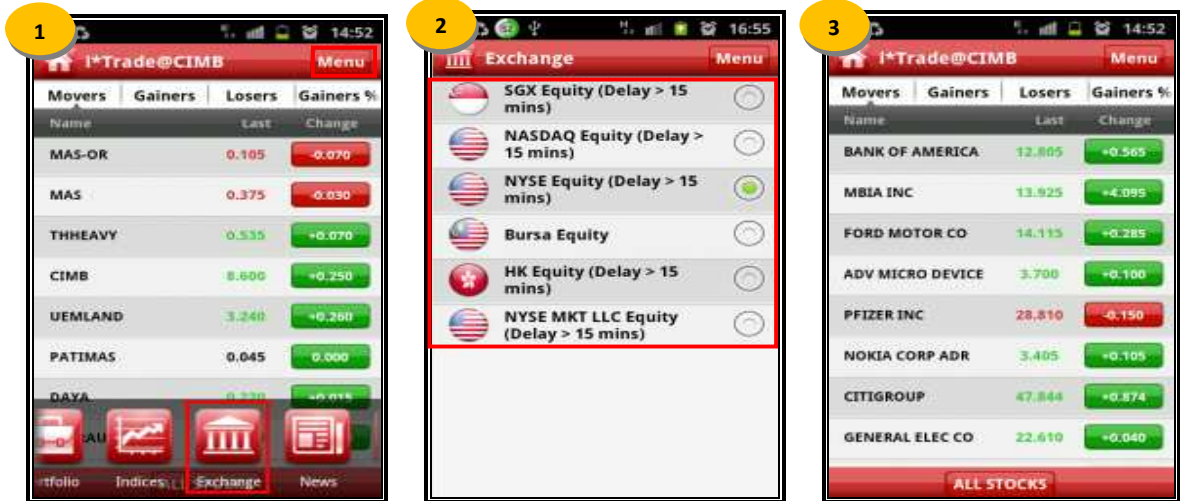 1
14:52
i*Trade@CIMB
Menu
Movers Gainers Losers Gainers %
Name Last Change
MAS-OR 0.105 -0.070
MAS 0.375 -0.030
THHEAVY 0.535 +0.070
CIMB 8.600 +0.250
UEMLAND 3.240 +0.260
PATIMAS 0.045 0.000
DAYA 0.220 +0.015
AU
tfolio Indices Exchange News
2
16:55
Exchange
Menu
SGX Equity (Delay > 15
mins)
NASDAQ Equity (Delay >
15 mins)
NYSE Equity (Delay > 15
mins)
Bursa Equity
HK Equity (Delay > 15
mins)
NYSE MKT LLC Equity
(Delay > 15 mins)
3
14:52
i*Trade@CIMB
Menu
Movers Gainers Losers Gainers %
Name Last Change
BANK OF AMERICA 12.805 +0.565
MBIA INC 13.925 +4.095
FORD MOTOR CO 14.115 +0.285
ADV MICRO DEVICE 3.700 +0.100
PFIZER INC 28.810 -0.150
NOKIA CORP ADR 3.405 +0.105
CITIGROUP 47.844 +0.874
GENERAL ELEC CO 22.610 +0.040
ALL STOCKS